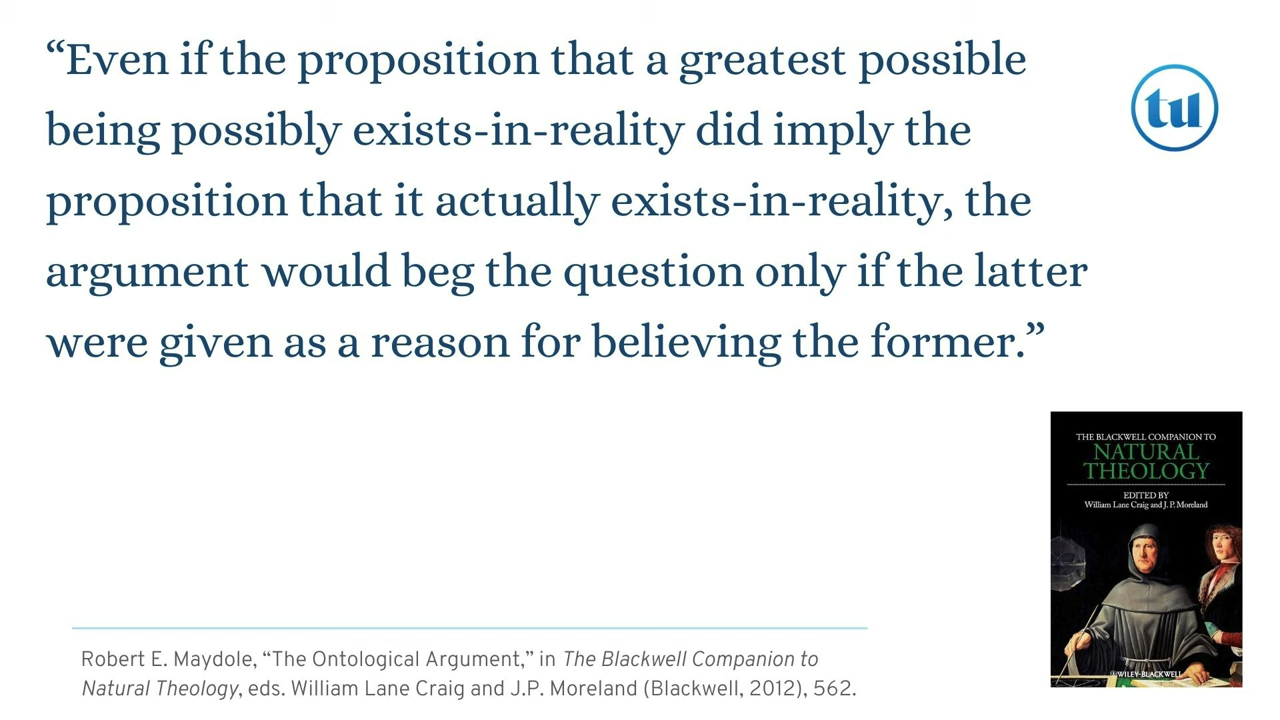 “Even if the proposition that a greatest possible
being possibly exists-in-reality did imply the
proposition that it actually exists-in-reality, the
argument would beg the question only if the latter
were given as a reason for believing the former.”
tu
THE BLACKWELL COMPANION TO
NATURAL
THEOLOGY
EDITED BY
William Lane Craig and J. P. Moreland
WILEY-BLACKWELL
Robert E. Maydole, “The Ontological Argument,” in The Blackwell Companion to
Natural Theology, eds. William Lane Craig and J.P. Moreland (Blackwell, 2012), 562.